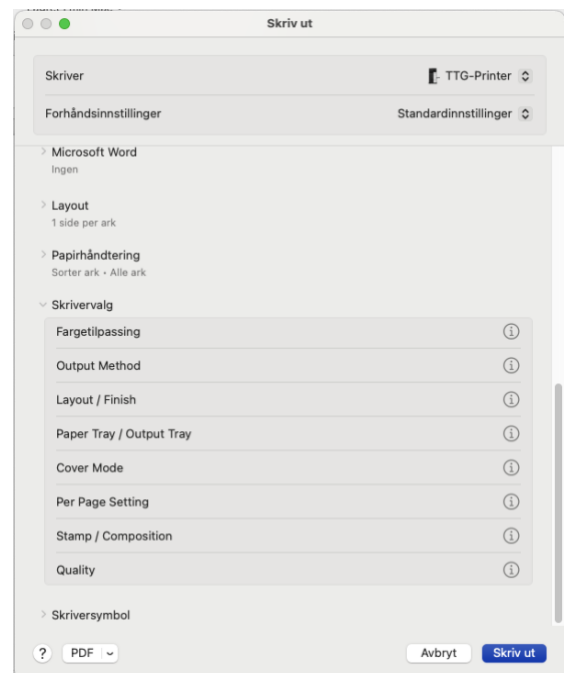 Skriv ut
Skriver TTG-Printer
Forhåndsinnstillinger Standardinnstillinger
Microsoft Word
Ingen
Layout
1 side per ark
Papirhåndtering
Sorter ark • Alle ark
Skrivervalg
Fargetilpassing
Output Method
Layout / Finish
Paper Tray / Output Tray
Cover Mode
Per Page Setting
Stamp / Composition
Quality
Skriversymbol
? PDF Avbryt Skriv ut